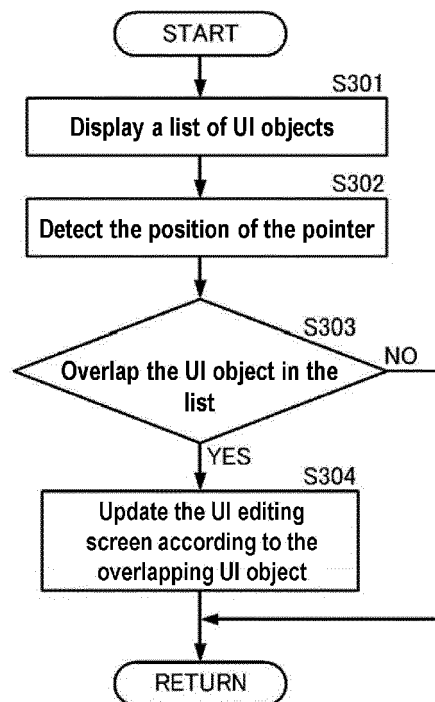 START
S301
Display a list of UI objects
S302
Detect the position of the pointer
S303
NO
Overlap the UI object in the
list
YES
S304
Update the UI editing
screen according to the
overlapping UI object
RETURN